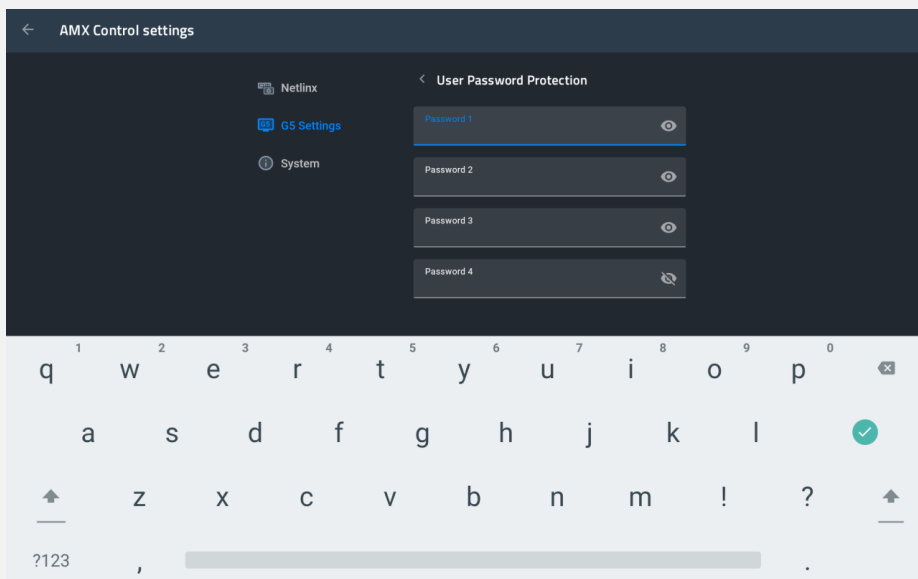 AMX Control settings
Netlinx
G5 Settings
System
User Password Protection
Password 1
Password 2
Password 3
Password 4
1 2 3 4 5 6 7 8 9 0
q w e r t y u i o p
a s d f g h j k l
z x c v b n m ! ?
?123 , .